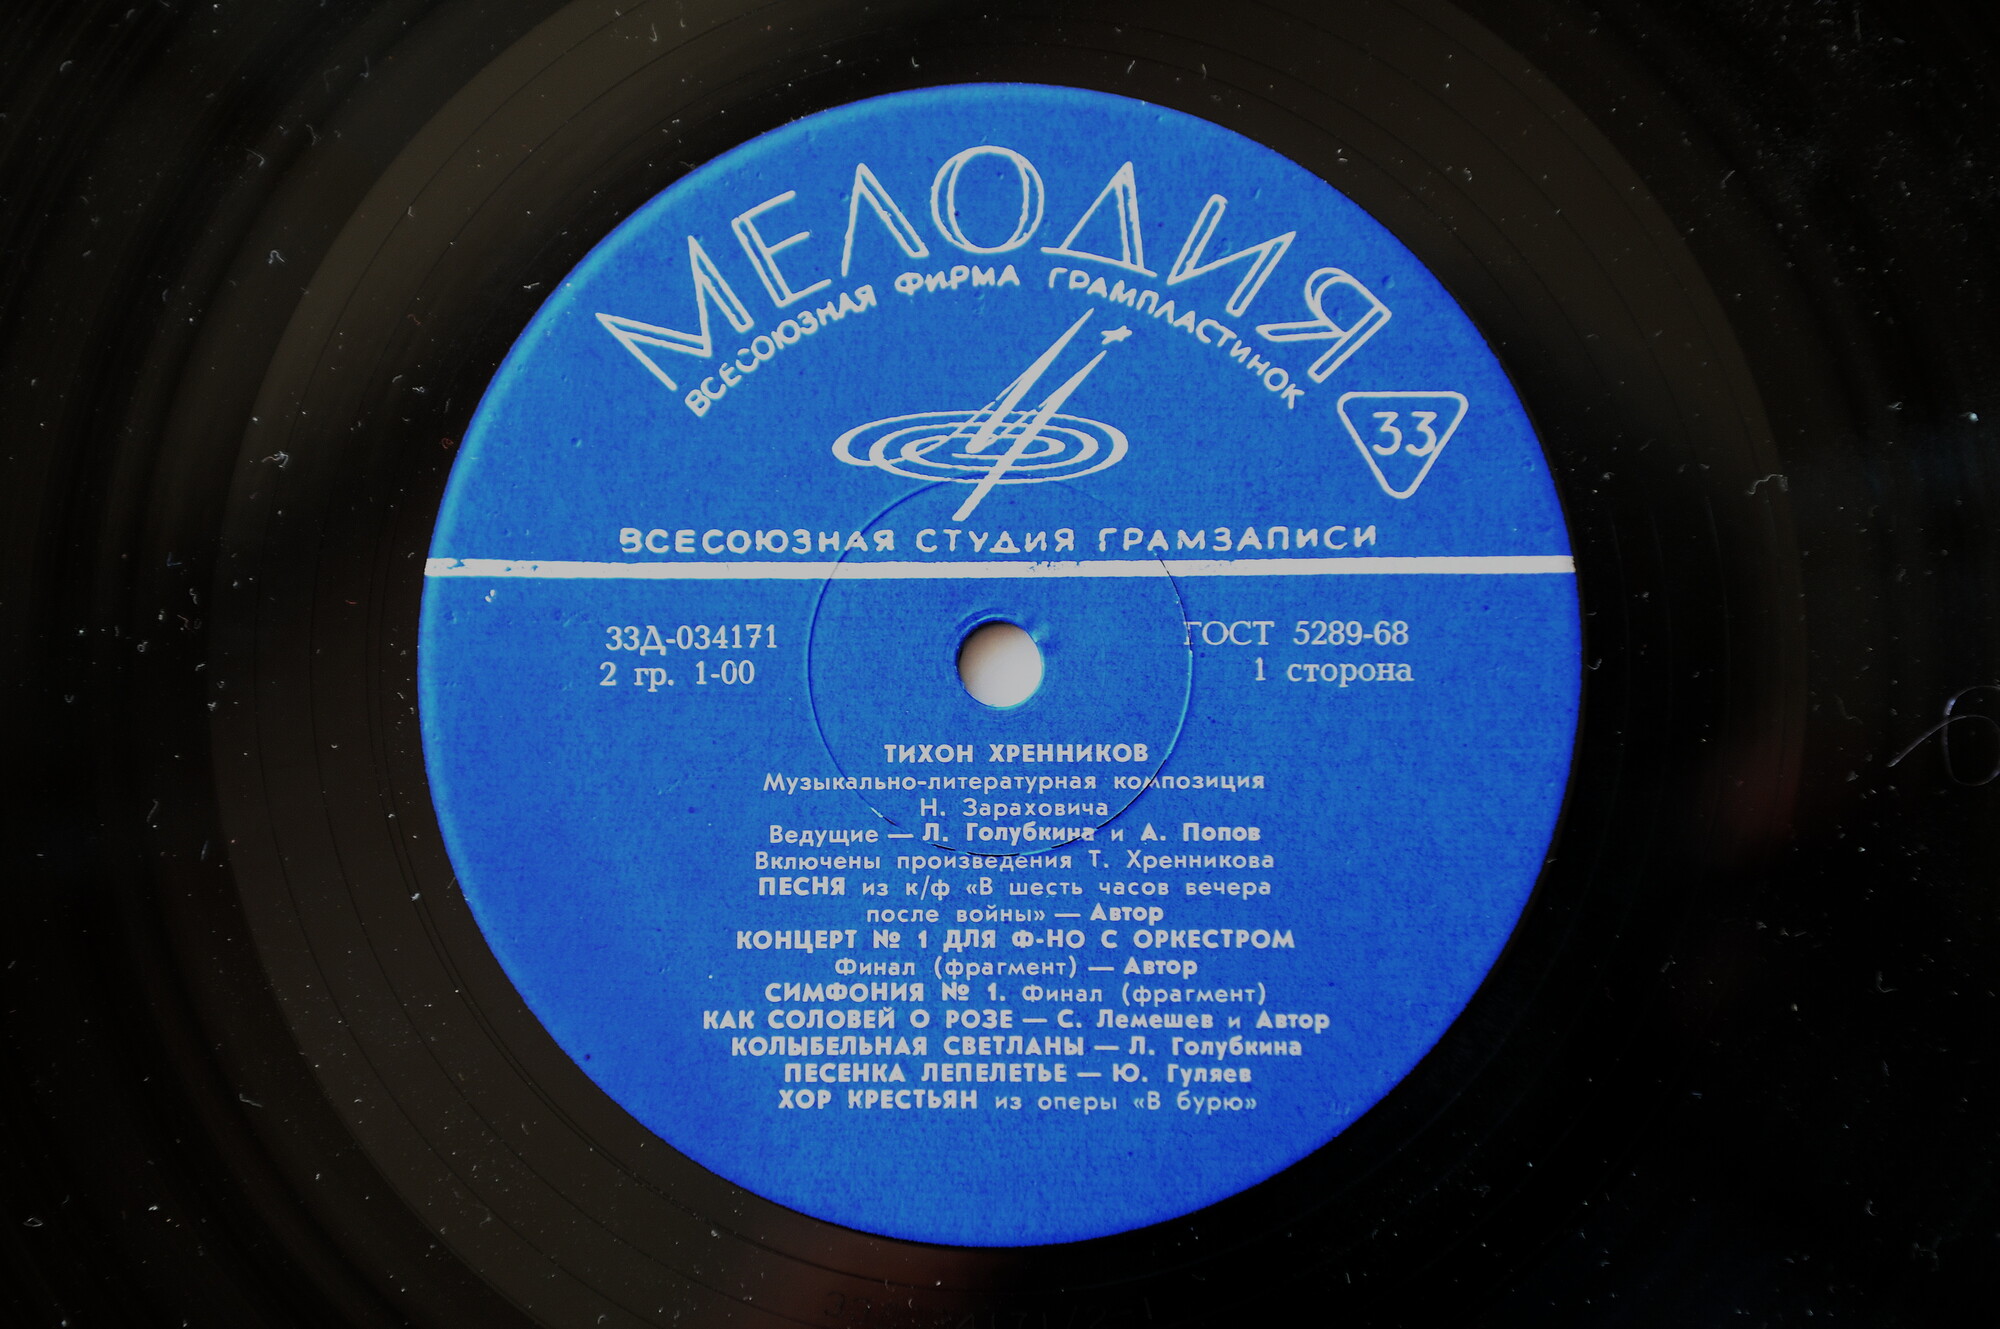 МЕЛОДИЯ
ВСЕСОЮЗНАЯ ФИРМА ГРАМПЛАСТИНОК
33
ВСЕСОЮЗНАЯ СТУДИЯ ГРАМЗАПИСИ
33Д-034171
ГОСТ 5289-68
2 гр. 1-00
1 сторона
ТИХОН ХРЕННИКОВ
Музыкально-литературная композиция
Н. Зараховича
Ведущие — Л. Голубкина и А. Попов
Включены произведения Т. Хренникова
ПЕСНЯ из к/ф «В шесть часов вечера
после войны» — Автор
КОНЦЕРТ № 1 ДЛЯ Ф-НО С ОРКЕСТРОМ
Финал (фрагмент) — Автор
СИМФОНИЯ № 1. Финал (фрагмент)
КАК СОЛОВЕЙ О РОЗЕ — С. Лемешев и Автор
КОЛЫБЕЛЬНАЯ СВЕТЛАНЫ — Л. Голубкина
ПЕСЕНКА ЛЕПЕЛЕТЬЕ — Ю. Гуляев
ХОР КРЕСТЬЯН из оперы «В бурю»